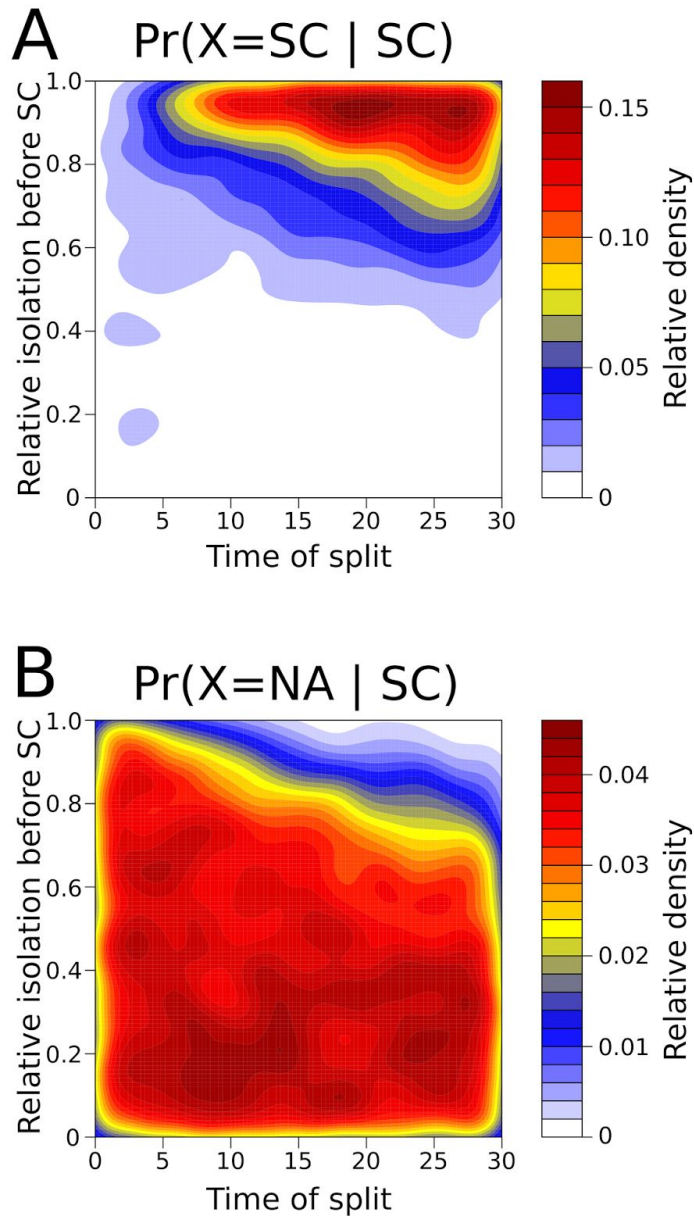 A
Pr(X=SC | SC)
Relative isolation before SC
1.0
0.8
0.6
0.4
0.2
0
0 5 10 15 20 25 30
Time of split
0.15
0.10
0.05
0
Relative density
B
Pr(X=NA | SC)
Relative isolation before SC
1.0
0.8
0.6
0.4
0.2
0
0 5 10 15 20 25 30
Time of split
0.04
0.03
0.02
0.01
0
Relative density